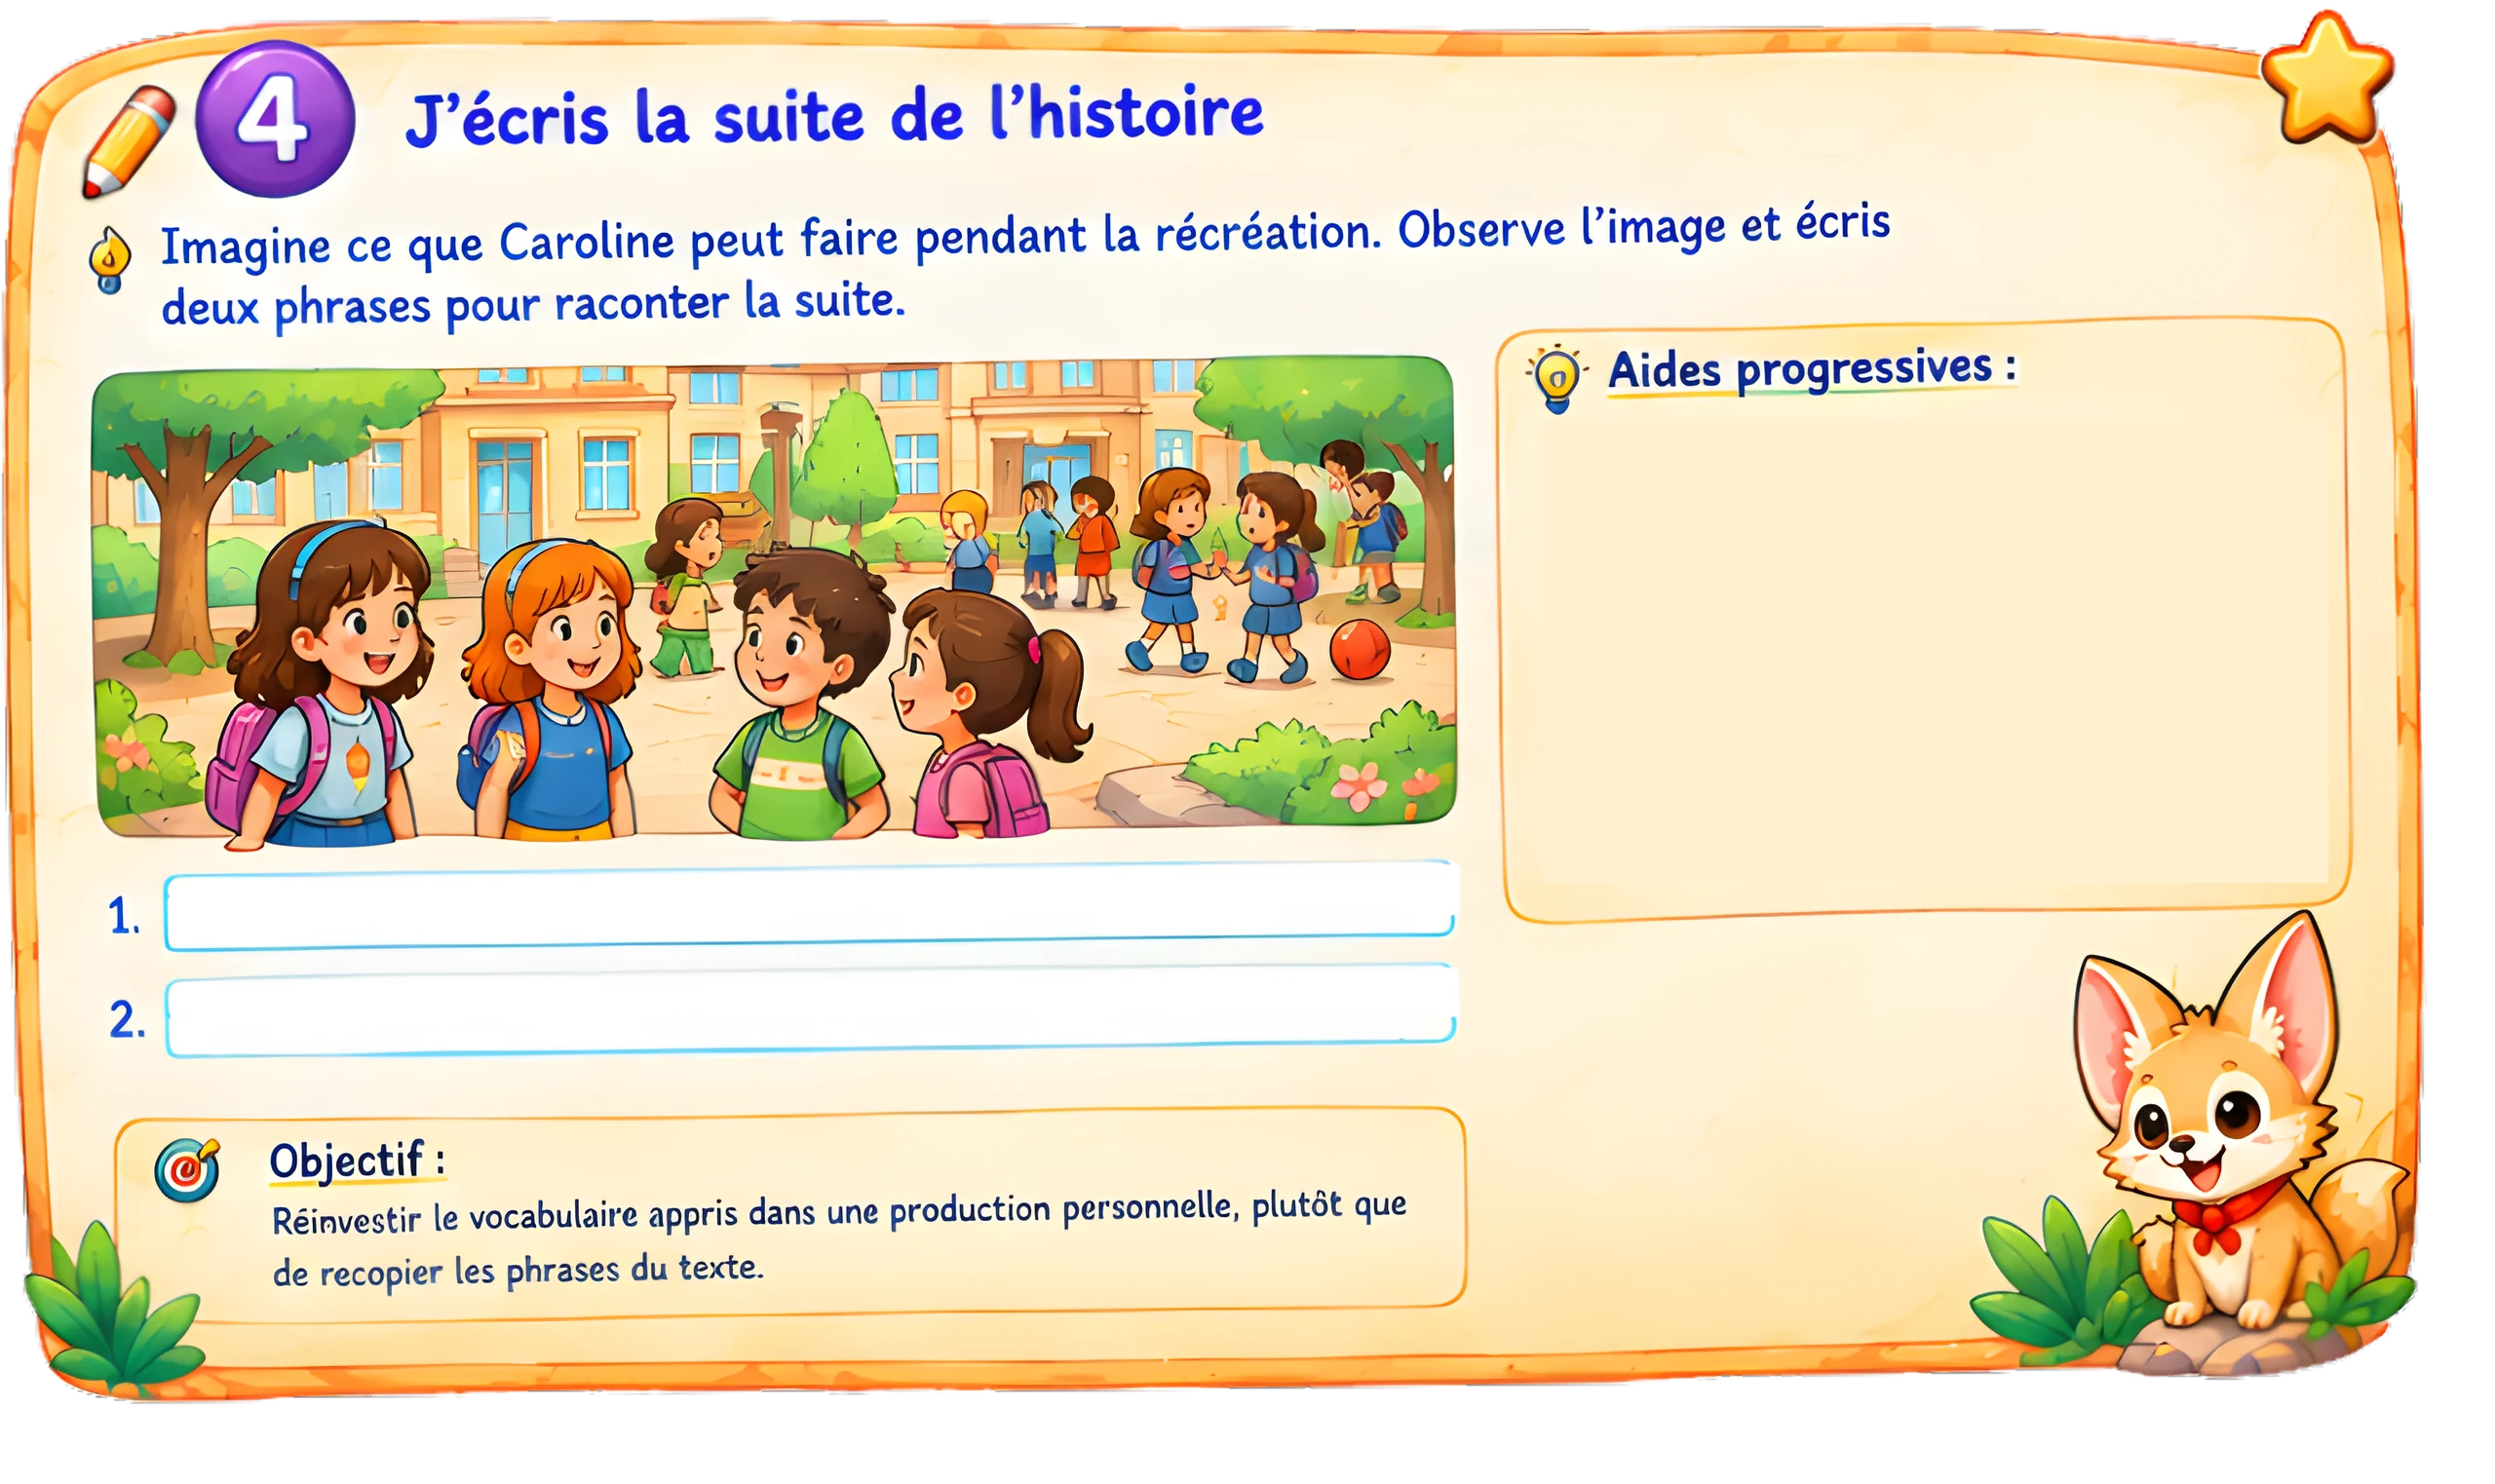 4
J'écris la suite de l'histoire
Imagine ce que Caroline peut faire pendant la récréation. Observe l'image et écris
deux phrases pour raconter la suite.
Aides progressives :
1.
2.
Objectif :
Réinvestir le vocabulaire appris dans une production personnelle, plutôt que
de recopier les phrases du texte.